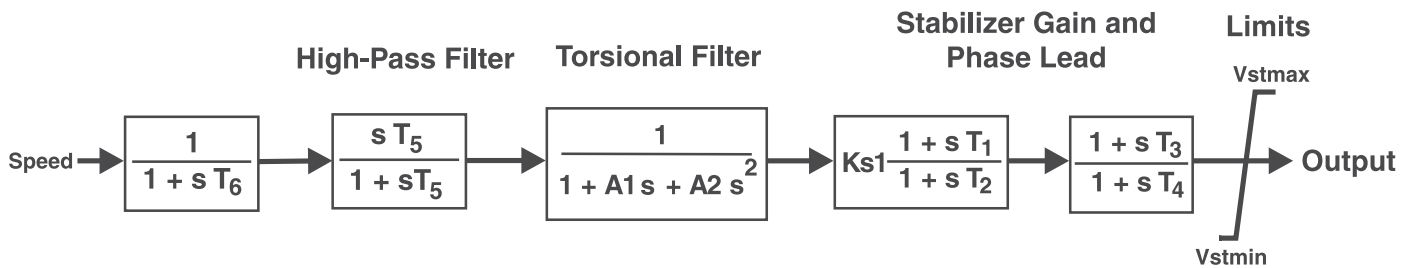 Stabilizer Gain and
Phase Lead
Limits
High-Pass Filter
Torsional Filter
Vstmax
Speed
1
1 + s T6
s T5
1 + sT5
1
1 + A1 s + A2 s²
Ks1
1 + s T1
1 + s T2
1 + s T3
1 + s T4
Output
Vstmin